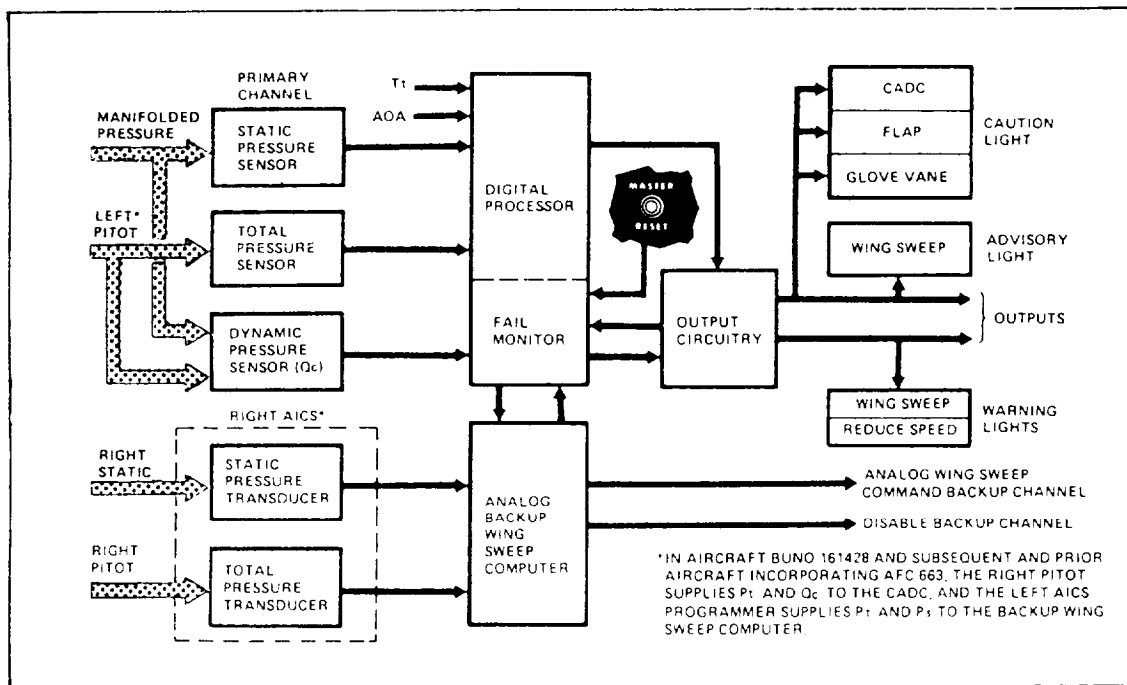 PRIMARY
CHANNEL
MANIFOLDED
PRESSURE
STATIC
PRESSURE
SENSOR
LEFT*
PITOT
TOTAL
PRESSURE
SENSOR
DYNAMIC
PRESSURE
SENSOR (Qc)
RIGHT AICS*
RIGHT
STATIC
STATIC
PRESSURE
TRANSDUCER
RIGHT
PITOT
TOTAL
PRESSURE
TRANSDUCER
Tt
AOA
DIGITAL
PROCESSOR
FAIL
MONITOR
ANALOG
BACKUP
WING
SWEEP
COMPUTER
MASTER
RESET
OUTPUT
CIRCUITRY
CADC
FLAP
GLOVE VANE
CAUTION
LIGHT
WING SWEEP
ADVISORY
LIGHT
OUTPUTS
WING SWEEP
REDUCE SPEED
WARNING
LIGHTS
ANALOG WING SWEEP
COMMAND BACKUP CHANNEL
DISABLE BACKUP CHANNEL
*IN AIRCRAFT BUNO 161428 AND SUBSEQUENT AND PRIOR
AIRCRAFT INCORPORATING AFC 663, THE RIGHT PITOT
SUPPLIES Pt AND Qc TO THE CADC, AND THE LEFT AICS
PROGRAMMER SUPPLIES Pt AND Ps TO THE BACKUP WING
SWEEP COMPUTER.